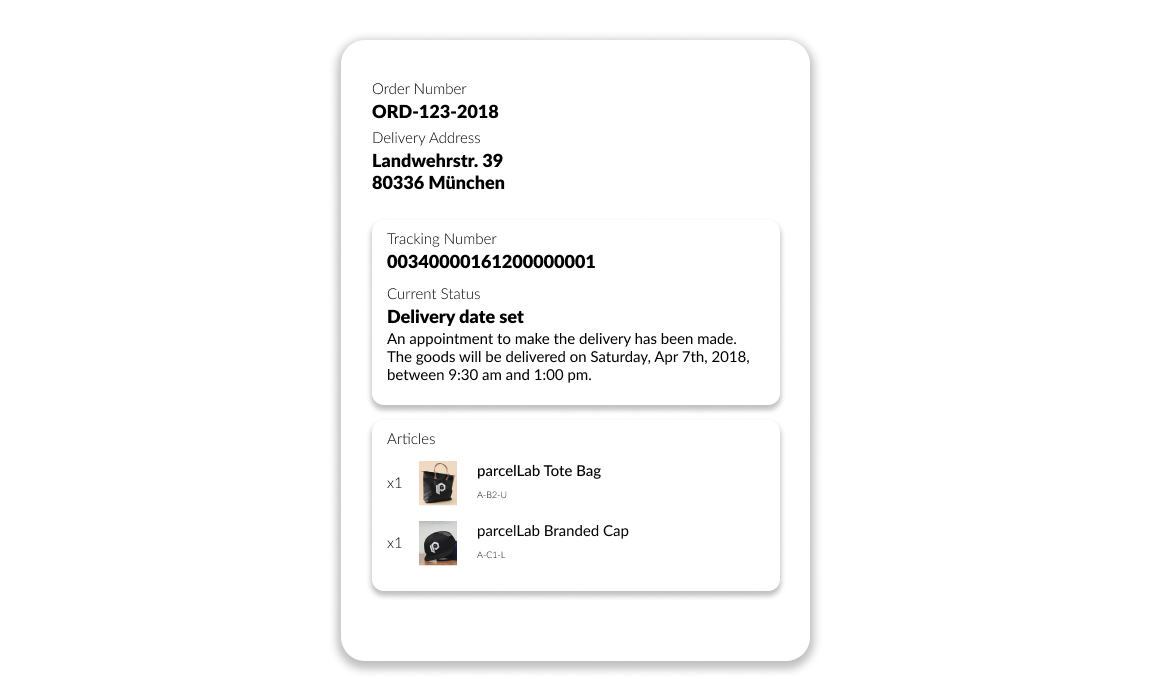 Order Number
ORD-123-2018
Delivery Address
Landwehrstr. 39
80336 München
Tracking Number
00340000161200000001
Current Status
Delivery date set
An appointment to make the delivery has been made.
The goods will be delivered on Saturday, Apr 7th, 2018,
between 9:30 am and 1:00 pm.
Articles
x1
parcelLab Tote Bag
A-B2-U
x1
parcelLab Branded Cap
A-C1-L